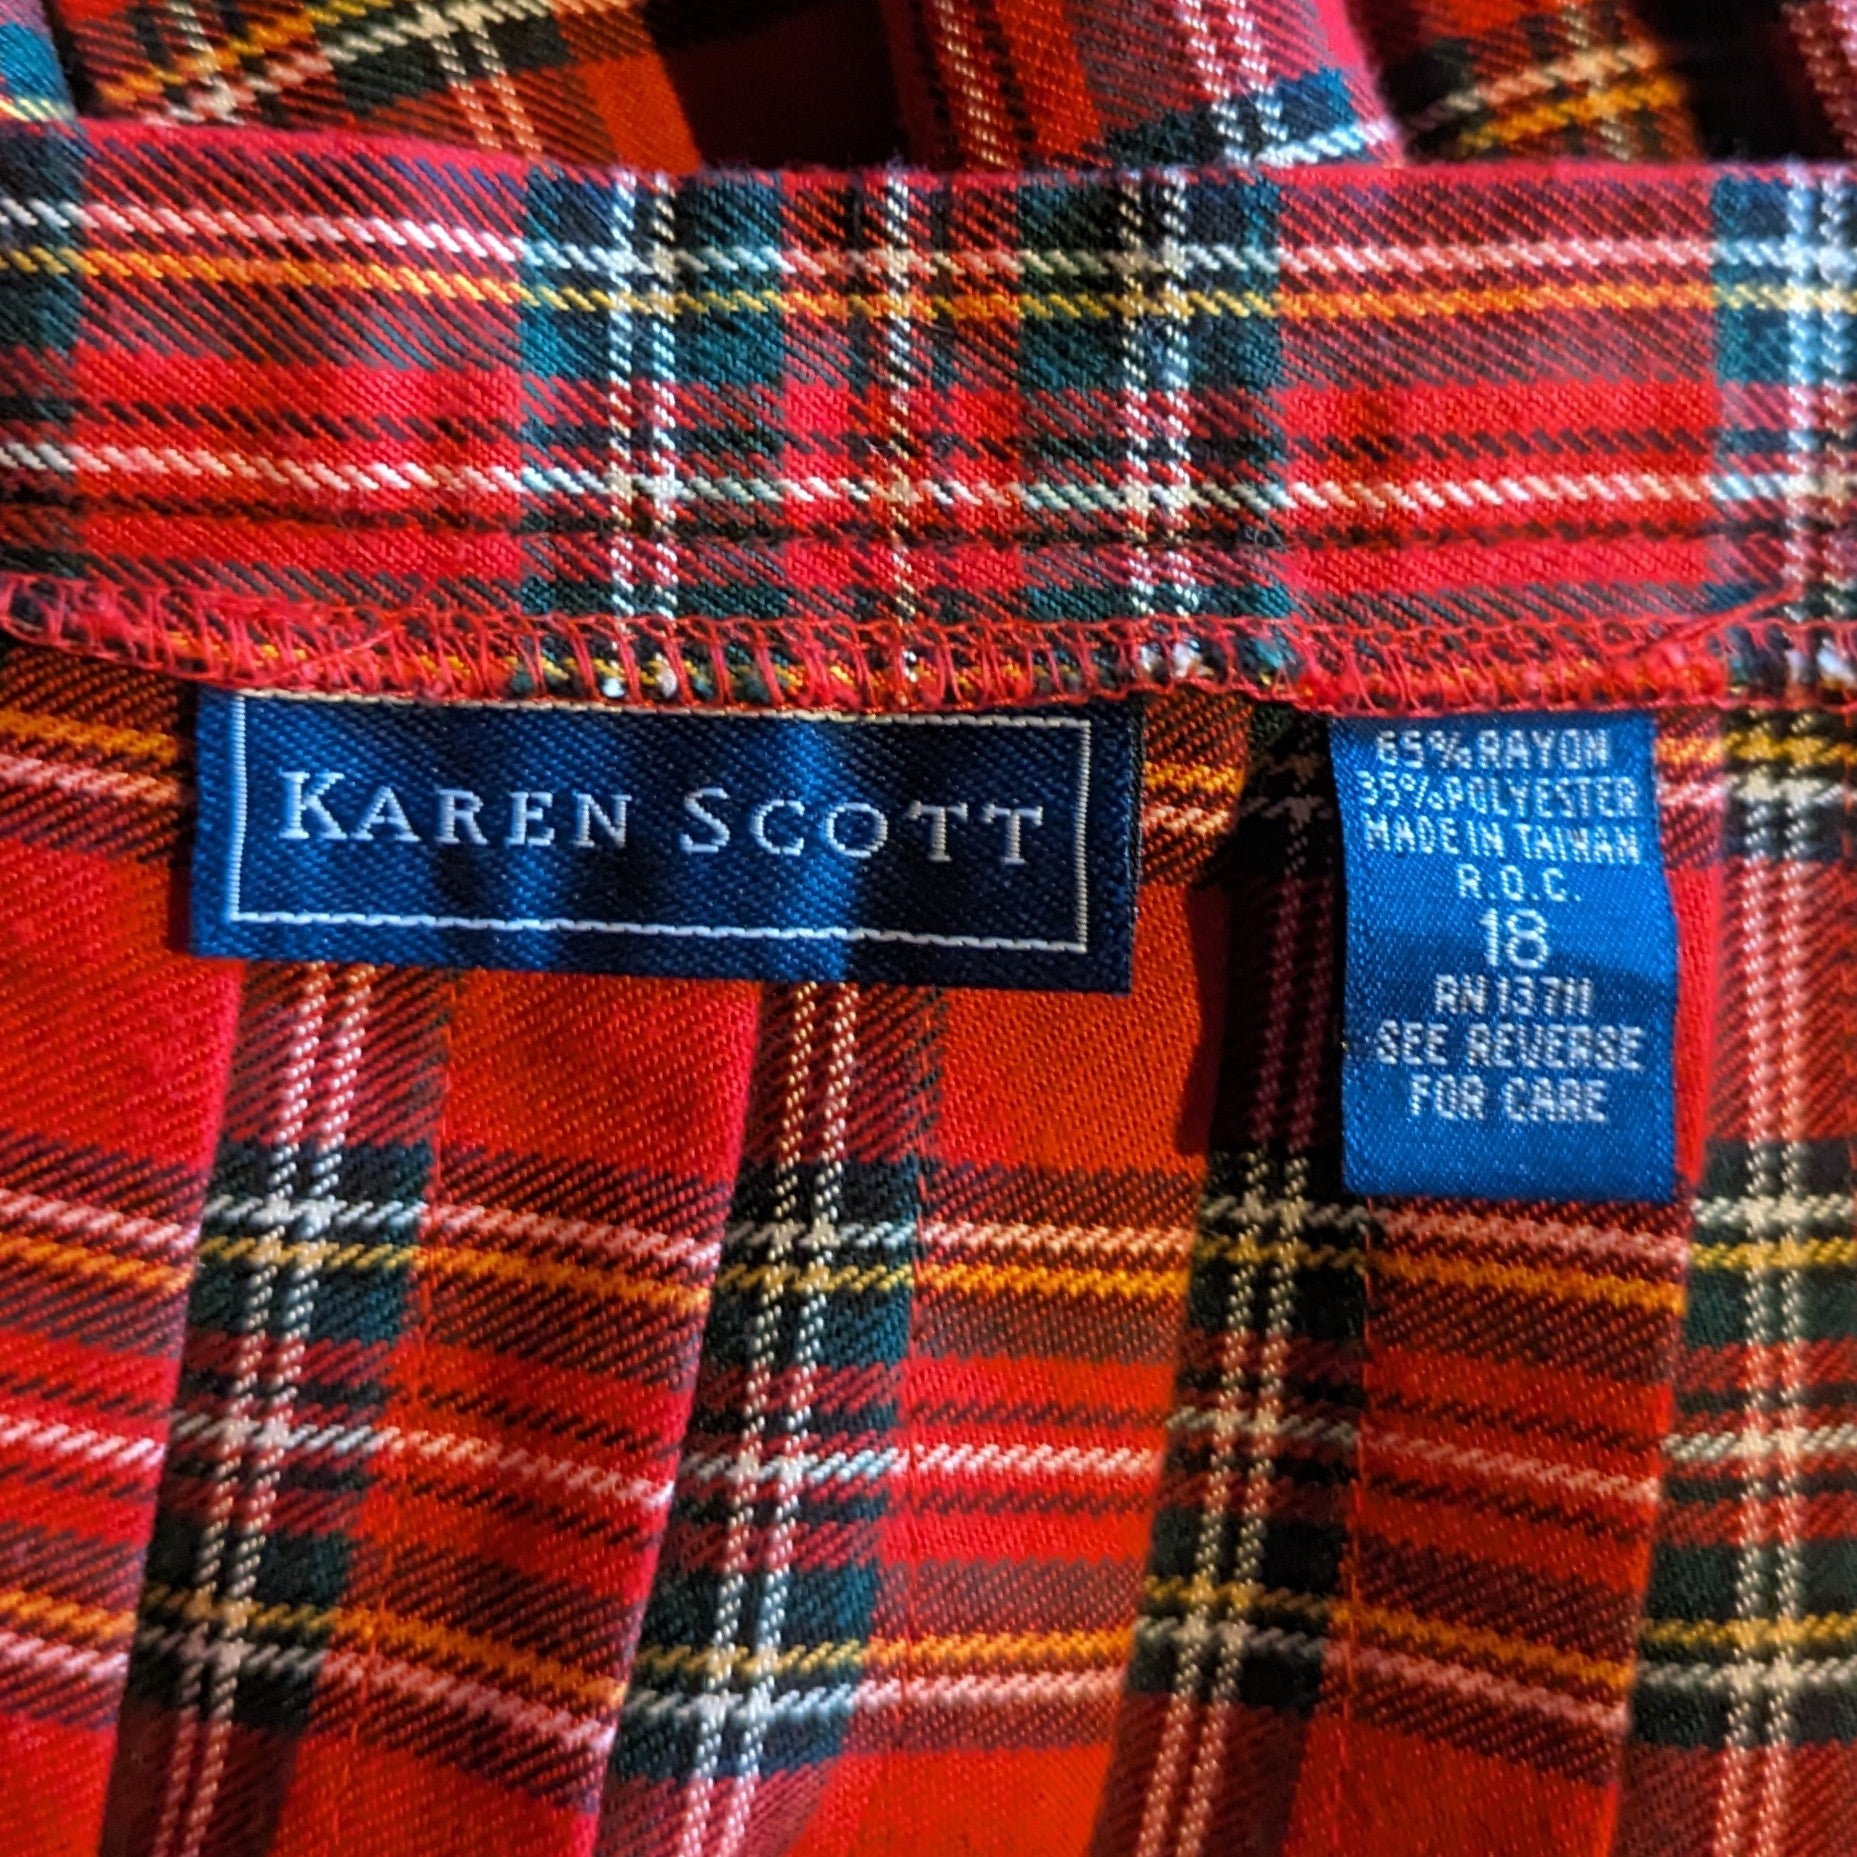 KAREN SCOTT
65% RAYON
35% POLYESTER
MADE IN TAIWAN
R.O.C.
18
RN 13711
SEE REVERSE
FOR CARE